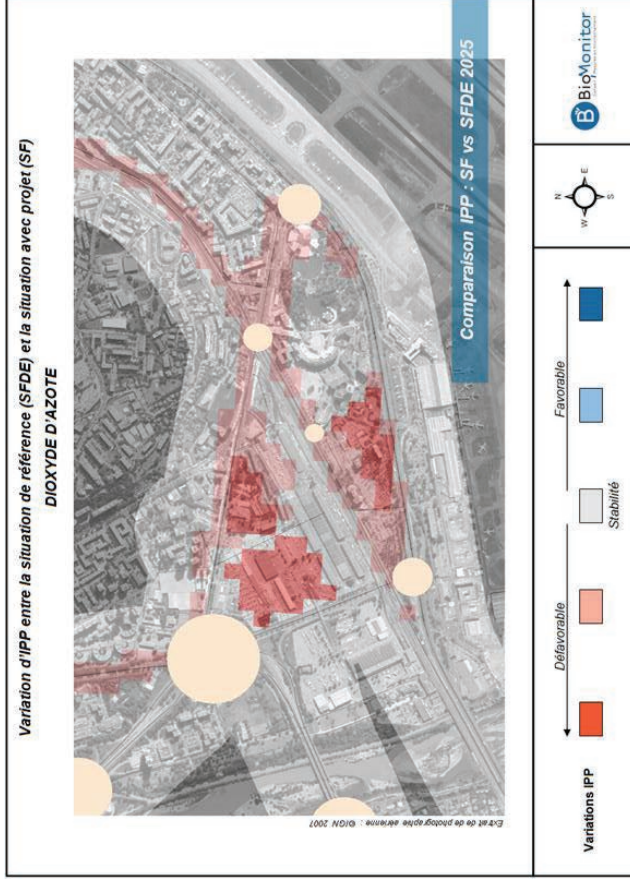 Variation d'IPP entre la situation de référence (SFDE) et la situation avec projet (SF)
DIOXYDE D'AZOTE
Comparaison IPP : SF vs SFDE 2025
Extrait de de photographie aérienne : ©IGN 2007
Variations IPP
Défavorable
Favorable
Stabilité
N
W
E
S
BioMonitor